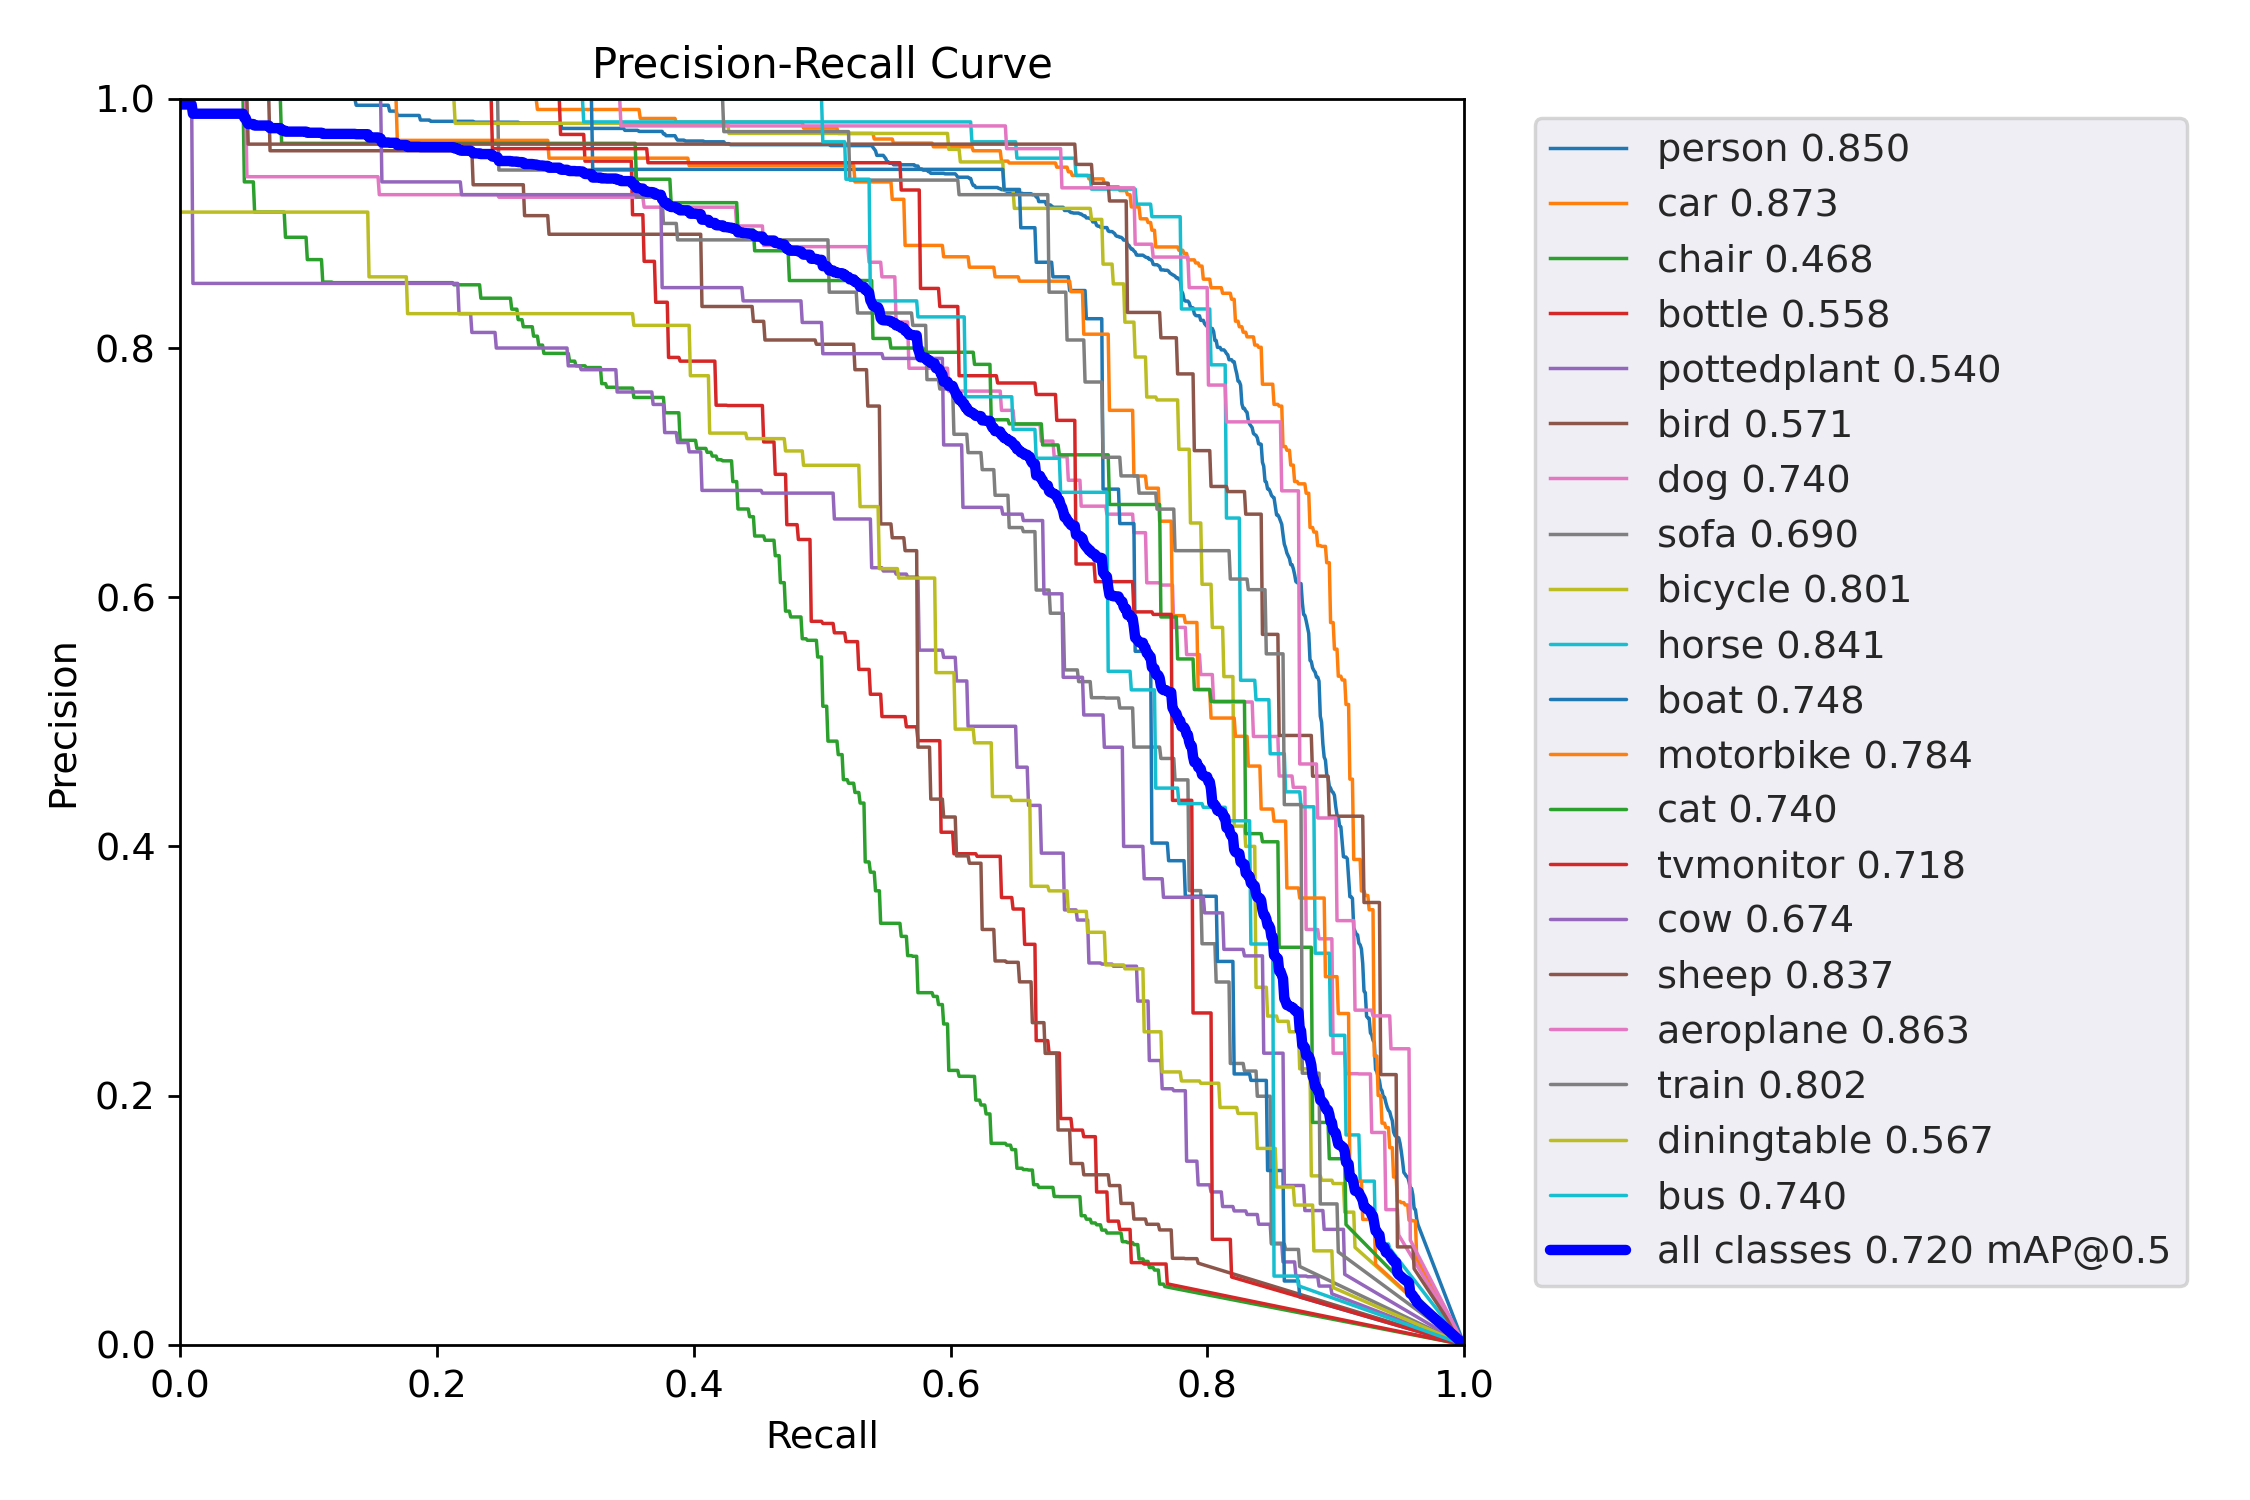 Precision-Recall Curve
1.0
0.8
0.6
0.4
0.2
0.0
Precision
0.0 0.2 0.4 0.6 0.8 1.0
Recall
person 0.850
car 0.873
chair 0.468
bottle 0.558
pottedplant 0.540
bird 0.571
dog 0.740
sofa 0.690
bicycle 0.801
horse 0.841
boat 0.748
motorbike 0.784
cat 0.740
tvmonitor 0.718
cow 0.674
sheep 0.837
aeroplane 0.863
train 0.802
diningtable 0.567
bus 0.740
all classes 0.720 mAP@0.5